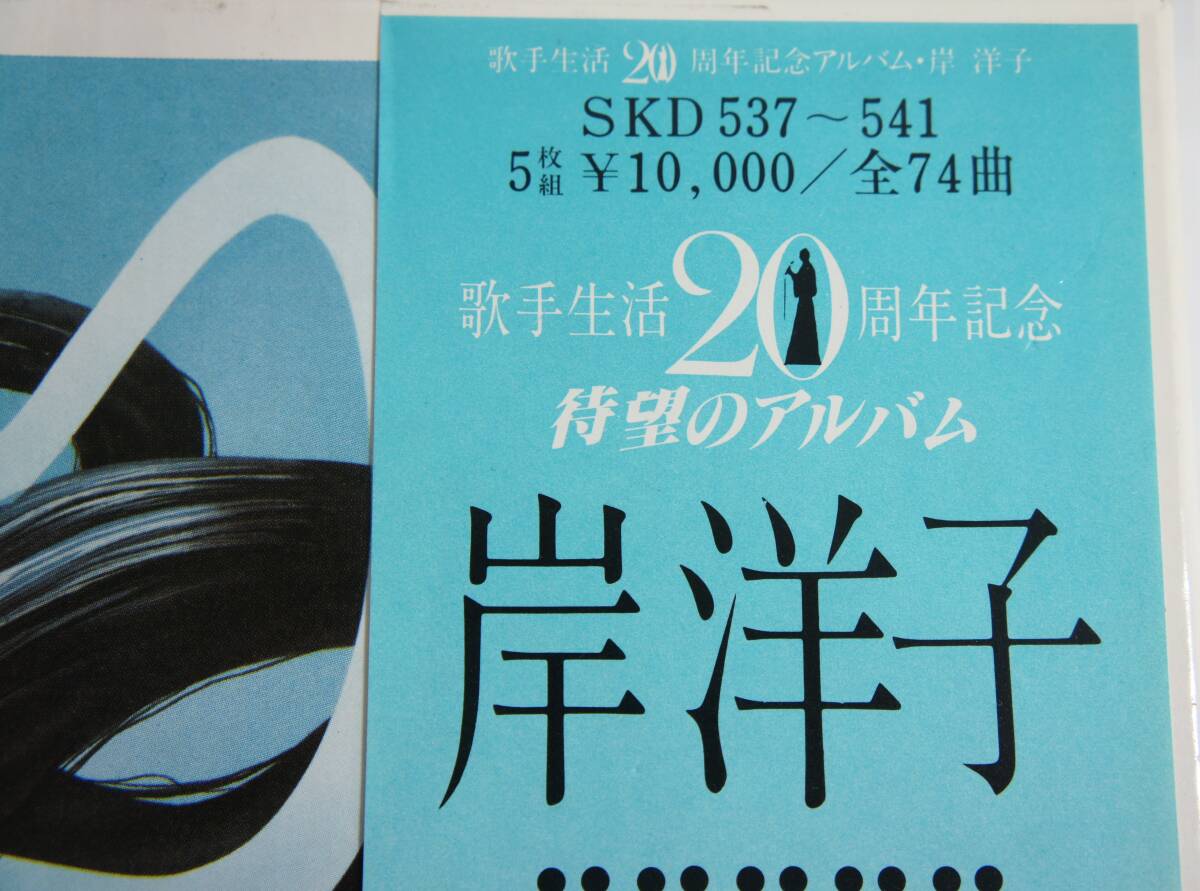 歌手生活20周年記念アルバム・岸 洋子
SKD 537〜541
5枚組 ¥10,000/全74曲
歌手生活20周年記念
待望のアルバム
岸洋子